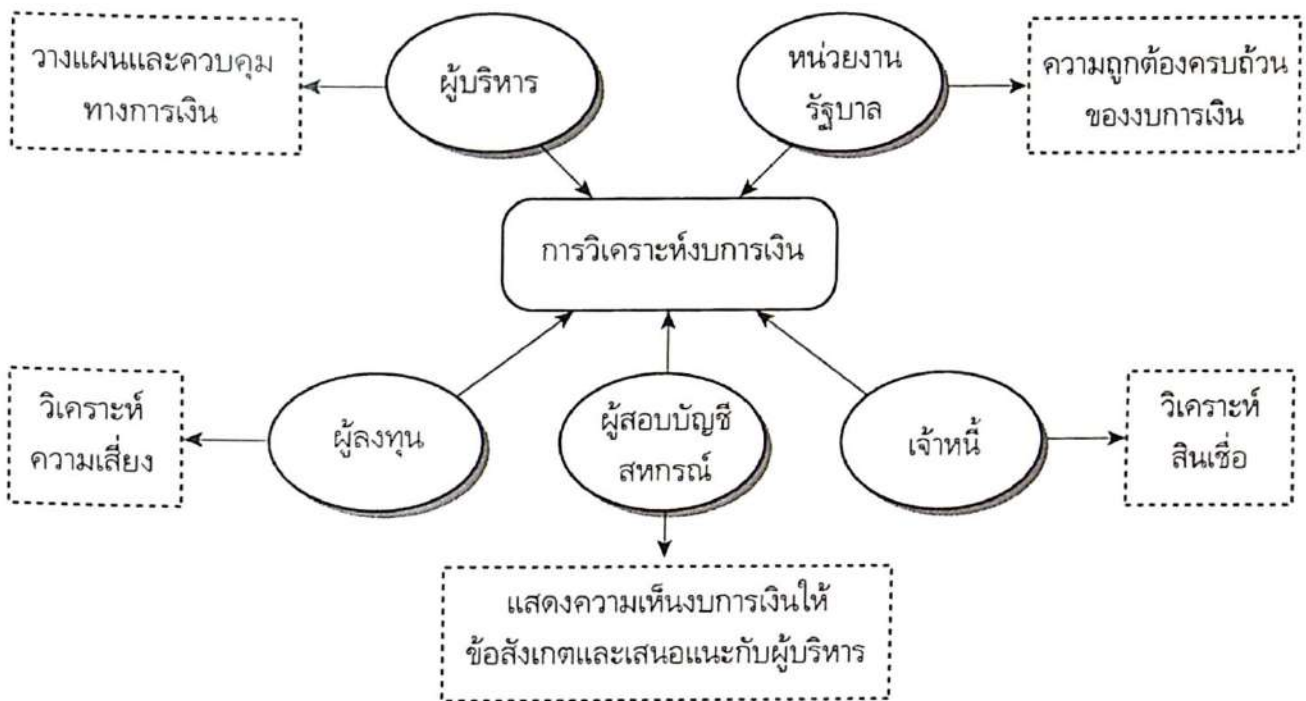 วางแผนและควบคุม
ทางการเงิน
ผู้บริหาร
หน่วยงาน
รัฐบาล
ความถูกต้องครบถ้วน
ของงบการเงิน
การวิเคราะห์งบการเงิน
วิเคราะห์
ความเสี่ยง
ผู้ลงทุน
ผู้สอบบัญชี
สหกรณ์
เจ้าหนี้
วิเคราะห์
สินเชื่อ
แสดงความเห็นงบการเงินให้
ข้อสังเกตและเสนอแนะกับผู้บริหาร